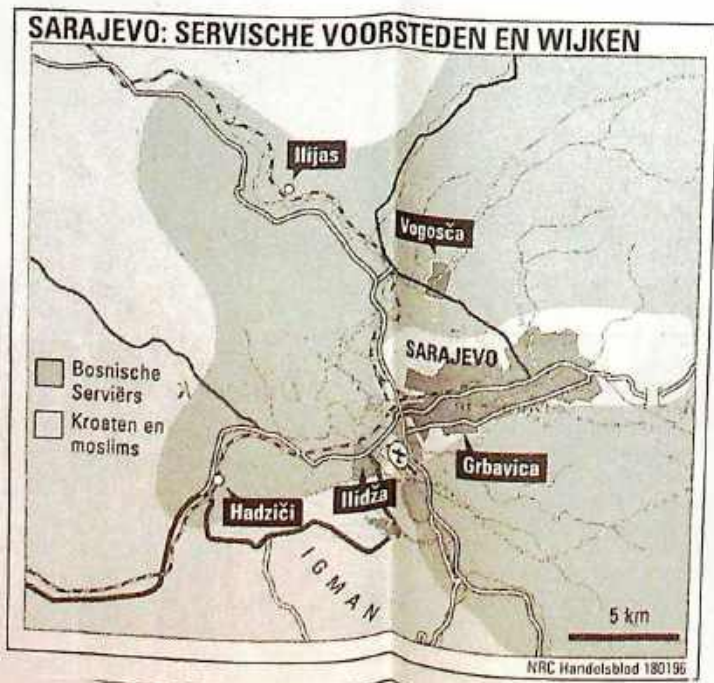 SARAJEVO: SERVISCHE VOORSTEDEN EN WIJKEN
Ilijas
Vogosča
SARAJEVO
Bosnische
Serviërs
Kroaten en
moslims
Grbavica
Ilidža
Hadziči
IGMAN
5 km
NRC Handelsblad 180196